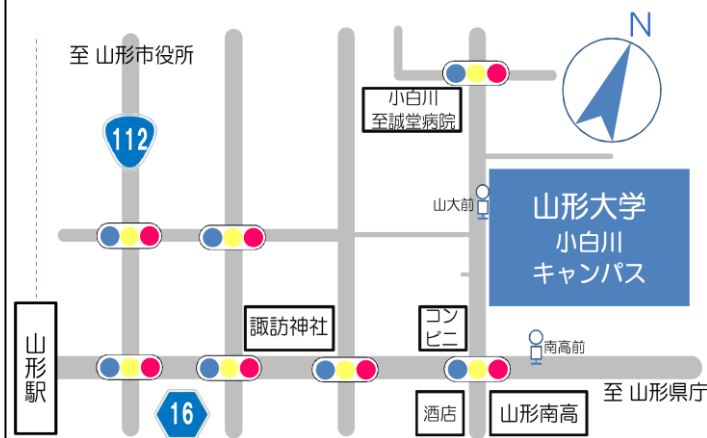 N
至 山形市役所
小白川
至誠堂病院
112
山大前
山形大学
小白川
キャンパス
諏訪神社
コン
ビニ
南高前
山形駅
16
酒店
山形南高
至 山形県庁